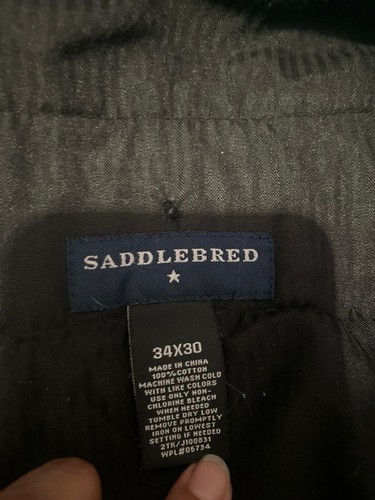 SADDLEBRED
34X30
MADE IN CHINA
100% COTTON
MACHINE WASH COLD
WITH LIKE COLORS
USE ONLY NON-
CHLORINE BLEACH
WHEN NEEDED
TUMBLE DRY LOW
REMOVE PROMPTLY
IRON ON LOWEST
SETTING IF NEEDED
2TK/J100831
WPL#06734